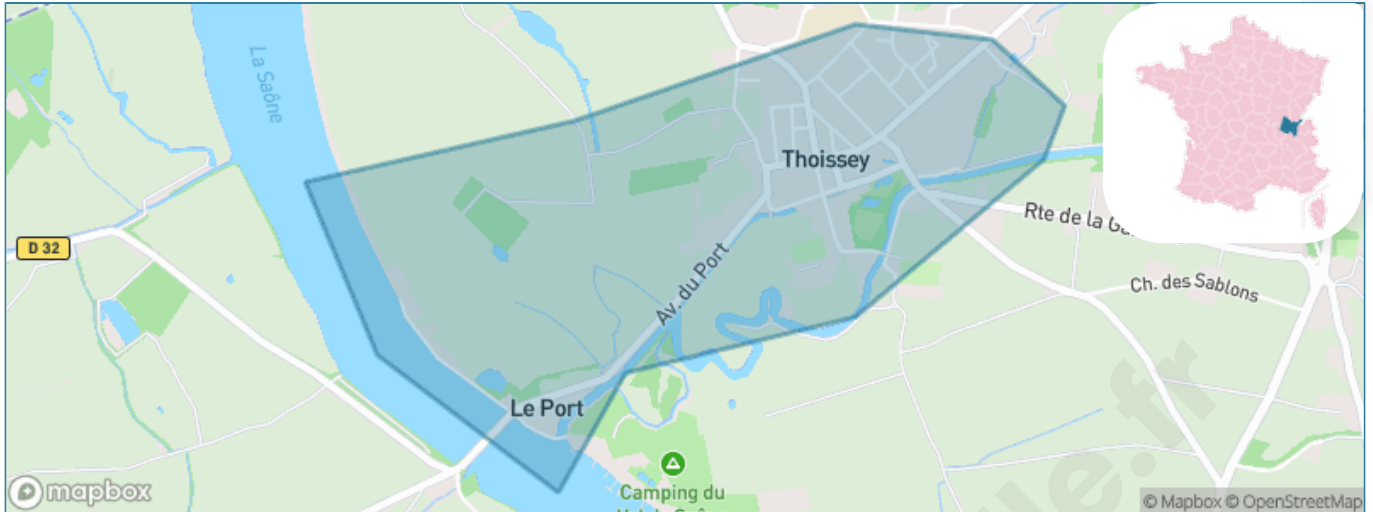 La Saône
Thoissey
D 32
Rte de la
Av. du Port
Ch. des Sablons
Le Port
Camping du
mapbox
© Mapbox © OpenStreetMap